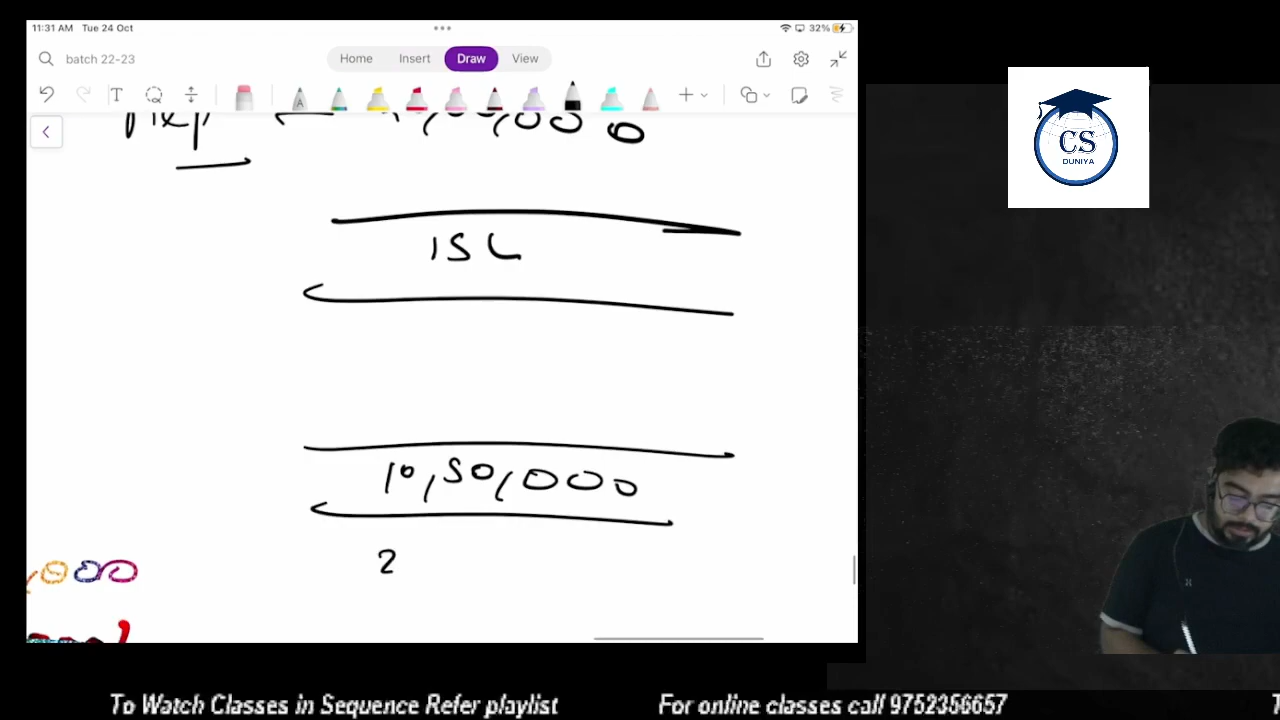 11:31 AM Tue 24 Oct
32%
batch 22-23
Home Insert Draw View
15L
10,50,000
2
CS
DUNIYA
To Watch Classes in Sequence Refer playlist
For online classes call 9752356657